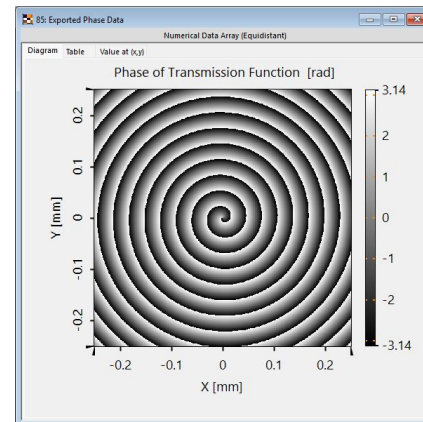 85: Exported Phase Data
Numerical Data Array (Equidistant)
Diagram Table Value at (x,y)
Phase of Transmission Function [rad]
3.14
2
1
0
-1
-2
-3.14
Y [mm]
0.2
0.1
0
-0.1
-0.2
-0.2 -0.1 0 0.1 0.2
X [mm]